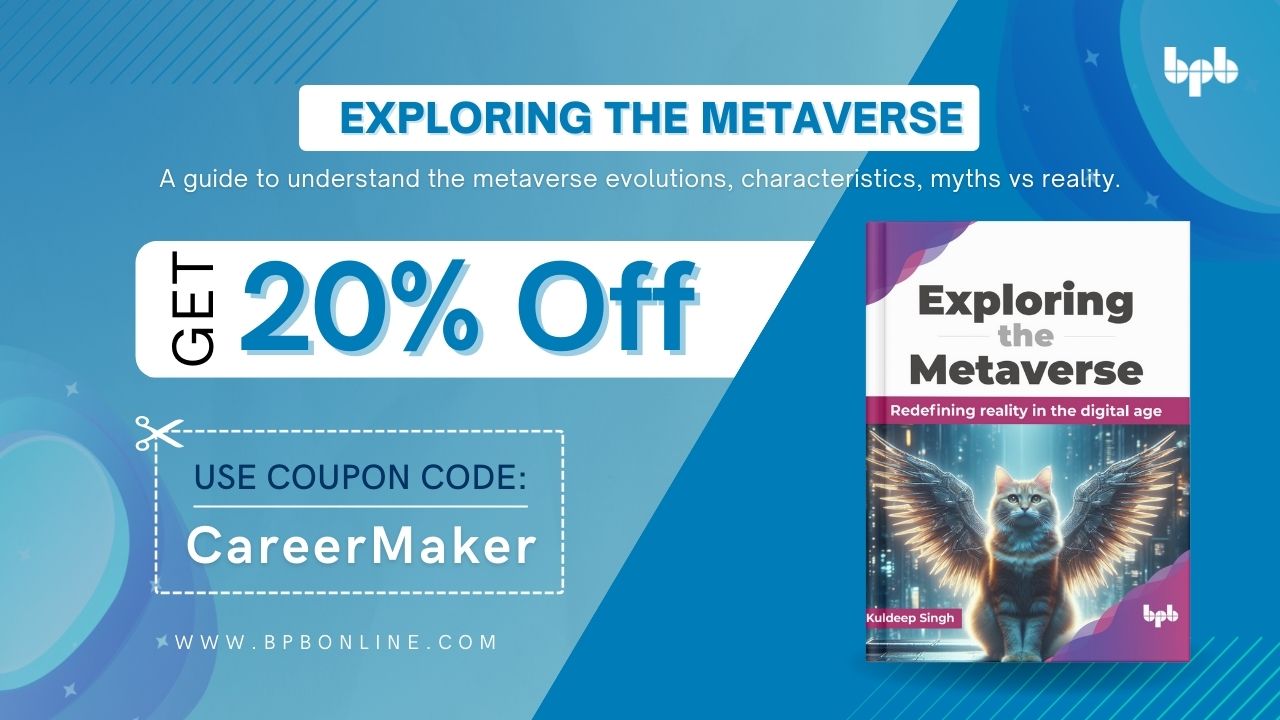 bpb
EXPLORING THE METAVERSE
A guide to understand the metaverse evolutions, characteristics, myths vs reality.
GET
20% Off
USE COUPON CODE:
CareerMaker
WWW.BPBONLINE.COM
Exploring
the
Metaverse
Redefining reality in the digital age
Kuldeep Singh
bpb